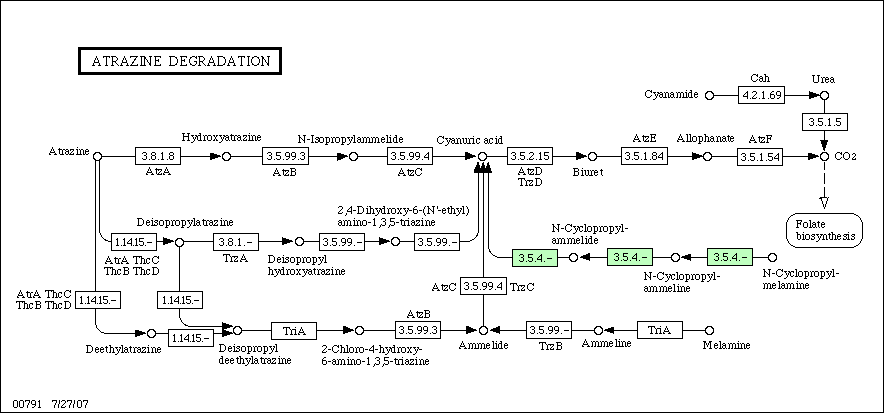 ATRAZINE DEGRADATION
Cah
Urea
Cyanamide
4.2.1.69
3.5.1.5
Hydroxyatrazine
N-Isopropylammelide
Cyanuric acid
AtzE
Allophanate
AtzF
Atrazine
3.8.1.8
3.5.99.3
3.5.99.4
3.5.2.15
3.5.1.84
3.5.1.54
CO2
AtzA
AtzB
AtzC
AtzD
TrzD
Biuret
Folate
biosynthesis
2,4-Dihydroxy-6-(N'-ethyl)
amino-1,3,5-triazine
Deisopropylatrazine
1.14.15.-
3.8.1.-
3.5.99.-
3.5.99.-
AtrA ThcC
ThcB ThcD
TrzA
Deisopropyl
hydroxyatrazine
N-Cyclopropyl-
ammelide
3.5.4.-
3.5.4.-
3.5.4.-
N-Cyclopropyl-
ammeline
N-Cyclopropyl-
melamine
AtrA ThcC
ThcB ThcD
1.14.15.-
1.14.15.-
AtzC
3.5.99.4
TrzC
AtzB
1.14.15.-
TriA
3.5.99.3
3.5.99.-
TriA
Deethylatrazine
Deisopropyl
deethylatrazine
2-Chloro-4-hydroxy-
6-amino-1,3,5-triazine
Ammelide
TrzB
Ammeline
Melamine
00791 7/27/07